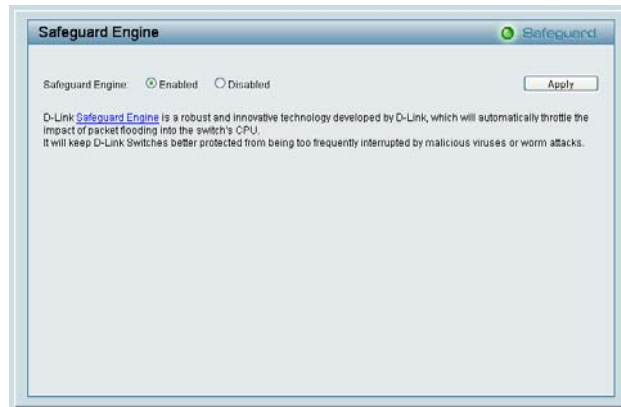 Safeguard Engine
Safeguard
Safeguard Engine: Enabled Disabled Apply
D-Link Safeguard Engine is a robust and innovative technology developed by D-Link, which will automatically throttle the
impact of packet flooding into the switch's CPU.
It will keep D-Link Switches better protected from being too frequently interrupted by malicious viruses or worm attacks.